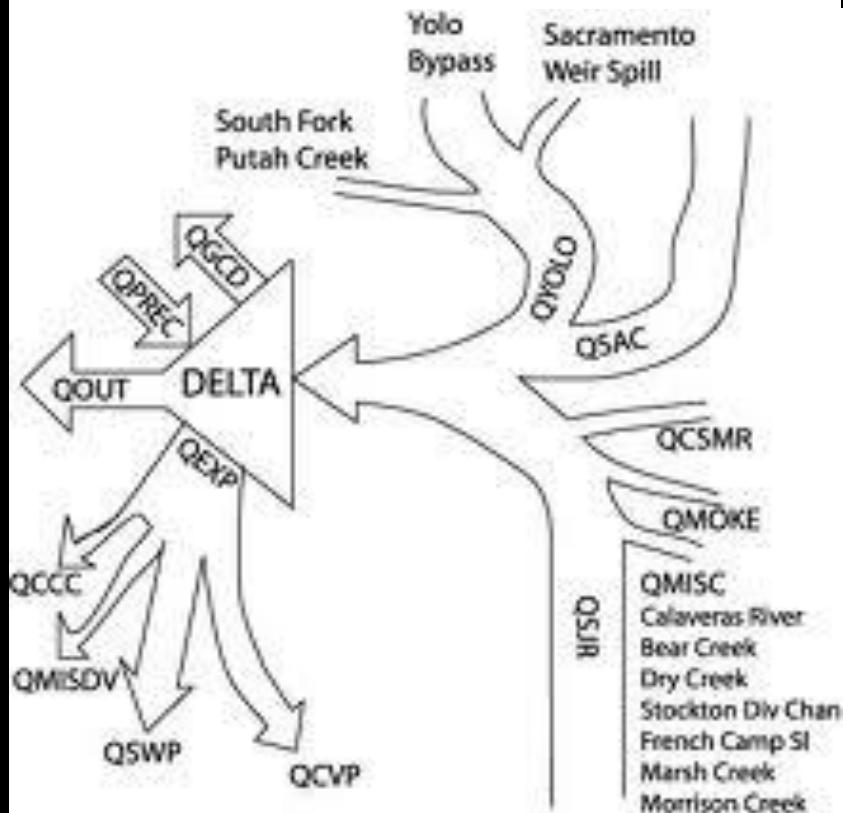 Yolo
Bypass
Sacramento
Weir Spill
South Fork
Putah Creek
QGCD
QPREC
QYOLO
QSAC
QOUT
DELTA
QEXP
QCSMR
QMOKE
QCCC
QMISDV
QSWP
QCVP
QSJR
QMISC
Calaveras River
Bear Creek
Dry Creek
Stockton Div Chan
French Camp Sl
Marsh Creek
Morrison Creek